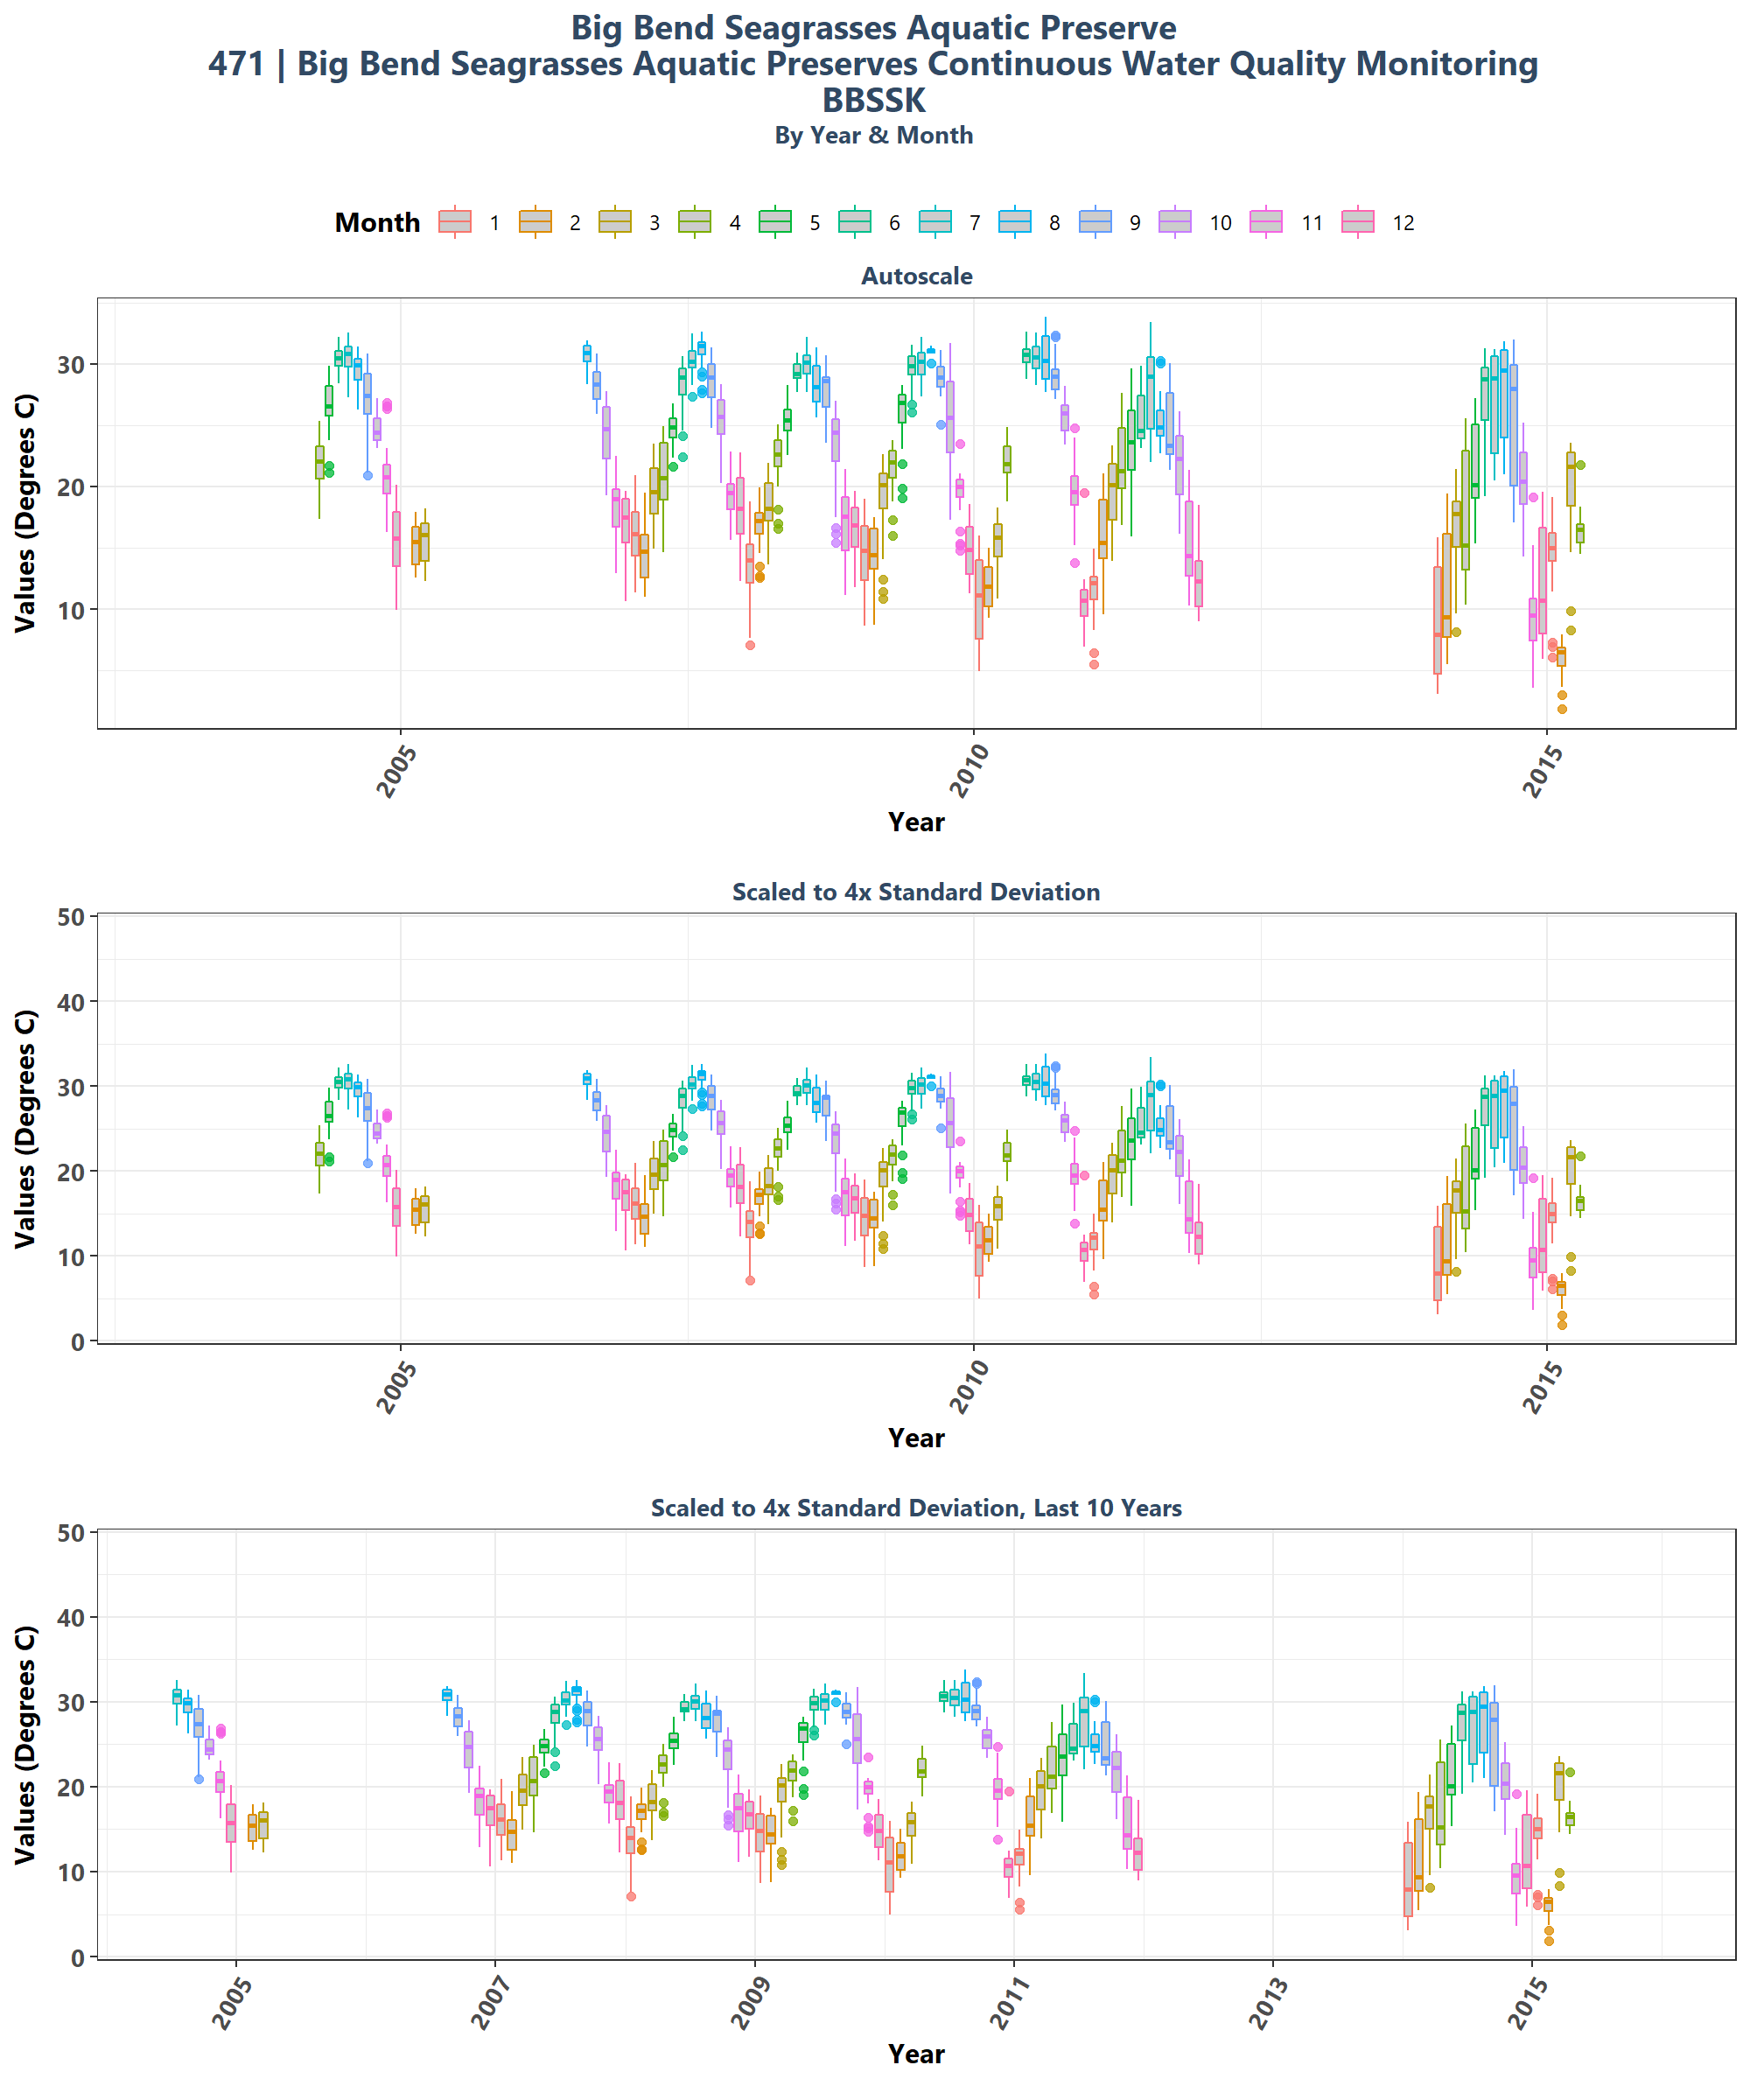 Big Bend Seagrasses Aquatic Preserve
471 | Big Bend Seagrasses Aquatic Preserves Continuous Water Quality Monitoring
BBSSK
By Year & Month
Month 1 2 3 4 5 6 7 8 9 10 11 12
Autoscale
Values (Degrees C)
30
20
10
2005 2010 2015
Year
Scaled to 4x Standard Deviation
Values (Degrees C)
50
40
30
20
10
0
2005 2010 2015
Year
Scaled to 4x Standard Deviation, Last 10 Years
Values (Degrees C)
50
40
30
20
10
0
2005 2007 2009 2011 2013 2015
Year